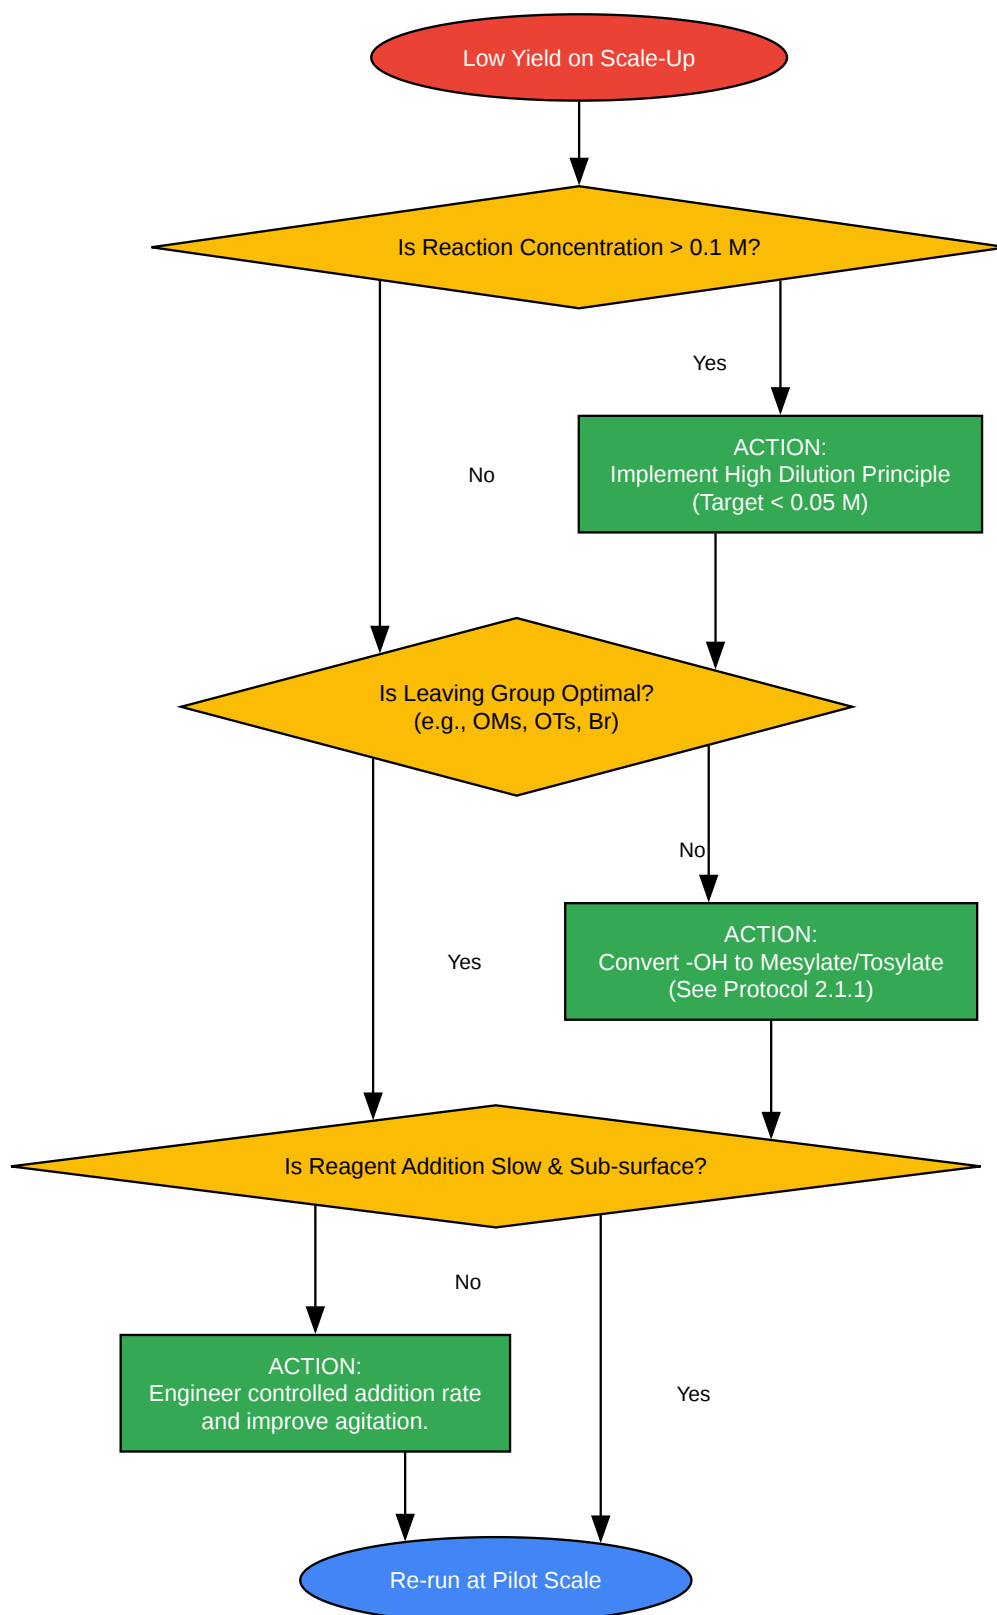 Low Yield on Scale-Up
Is Reaction Concentration > 0.1 M?
Yes
ACTION:
Implement High Dilution Principle
(Target < 0.05 M)
No
Is Leaving Group Optimal?
(e.g., OMs, OTs, Br)
No
ACTION:
Convert -OH to Mesylate/Tosylate
(See Protocol 2.1.1)
Yes
Is Reagent Addition Slow & Sub-surface?
No
ACTION:
Engineer controlled addition rate
and improve agitation.
Yes
Re-run at Pilot Scale